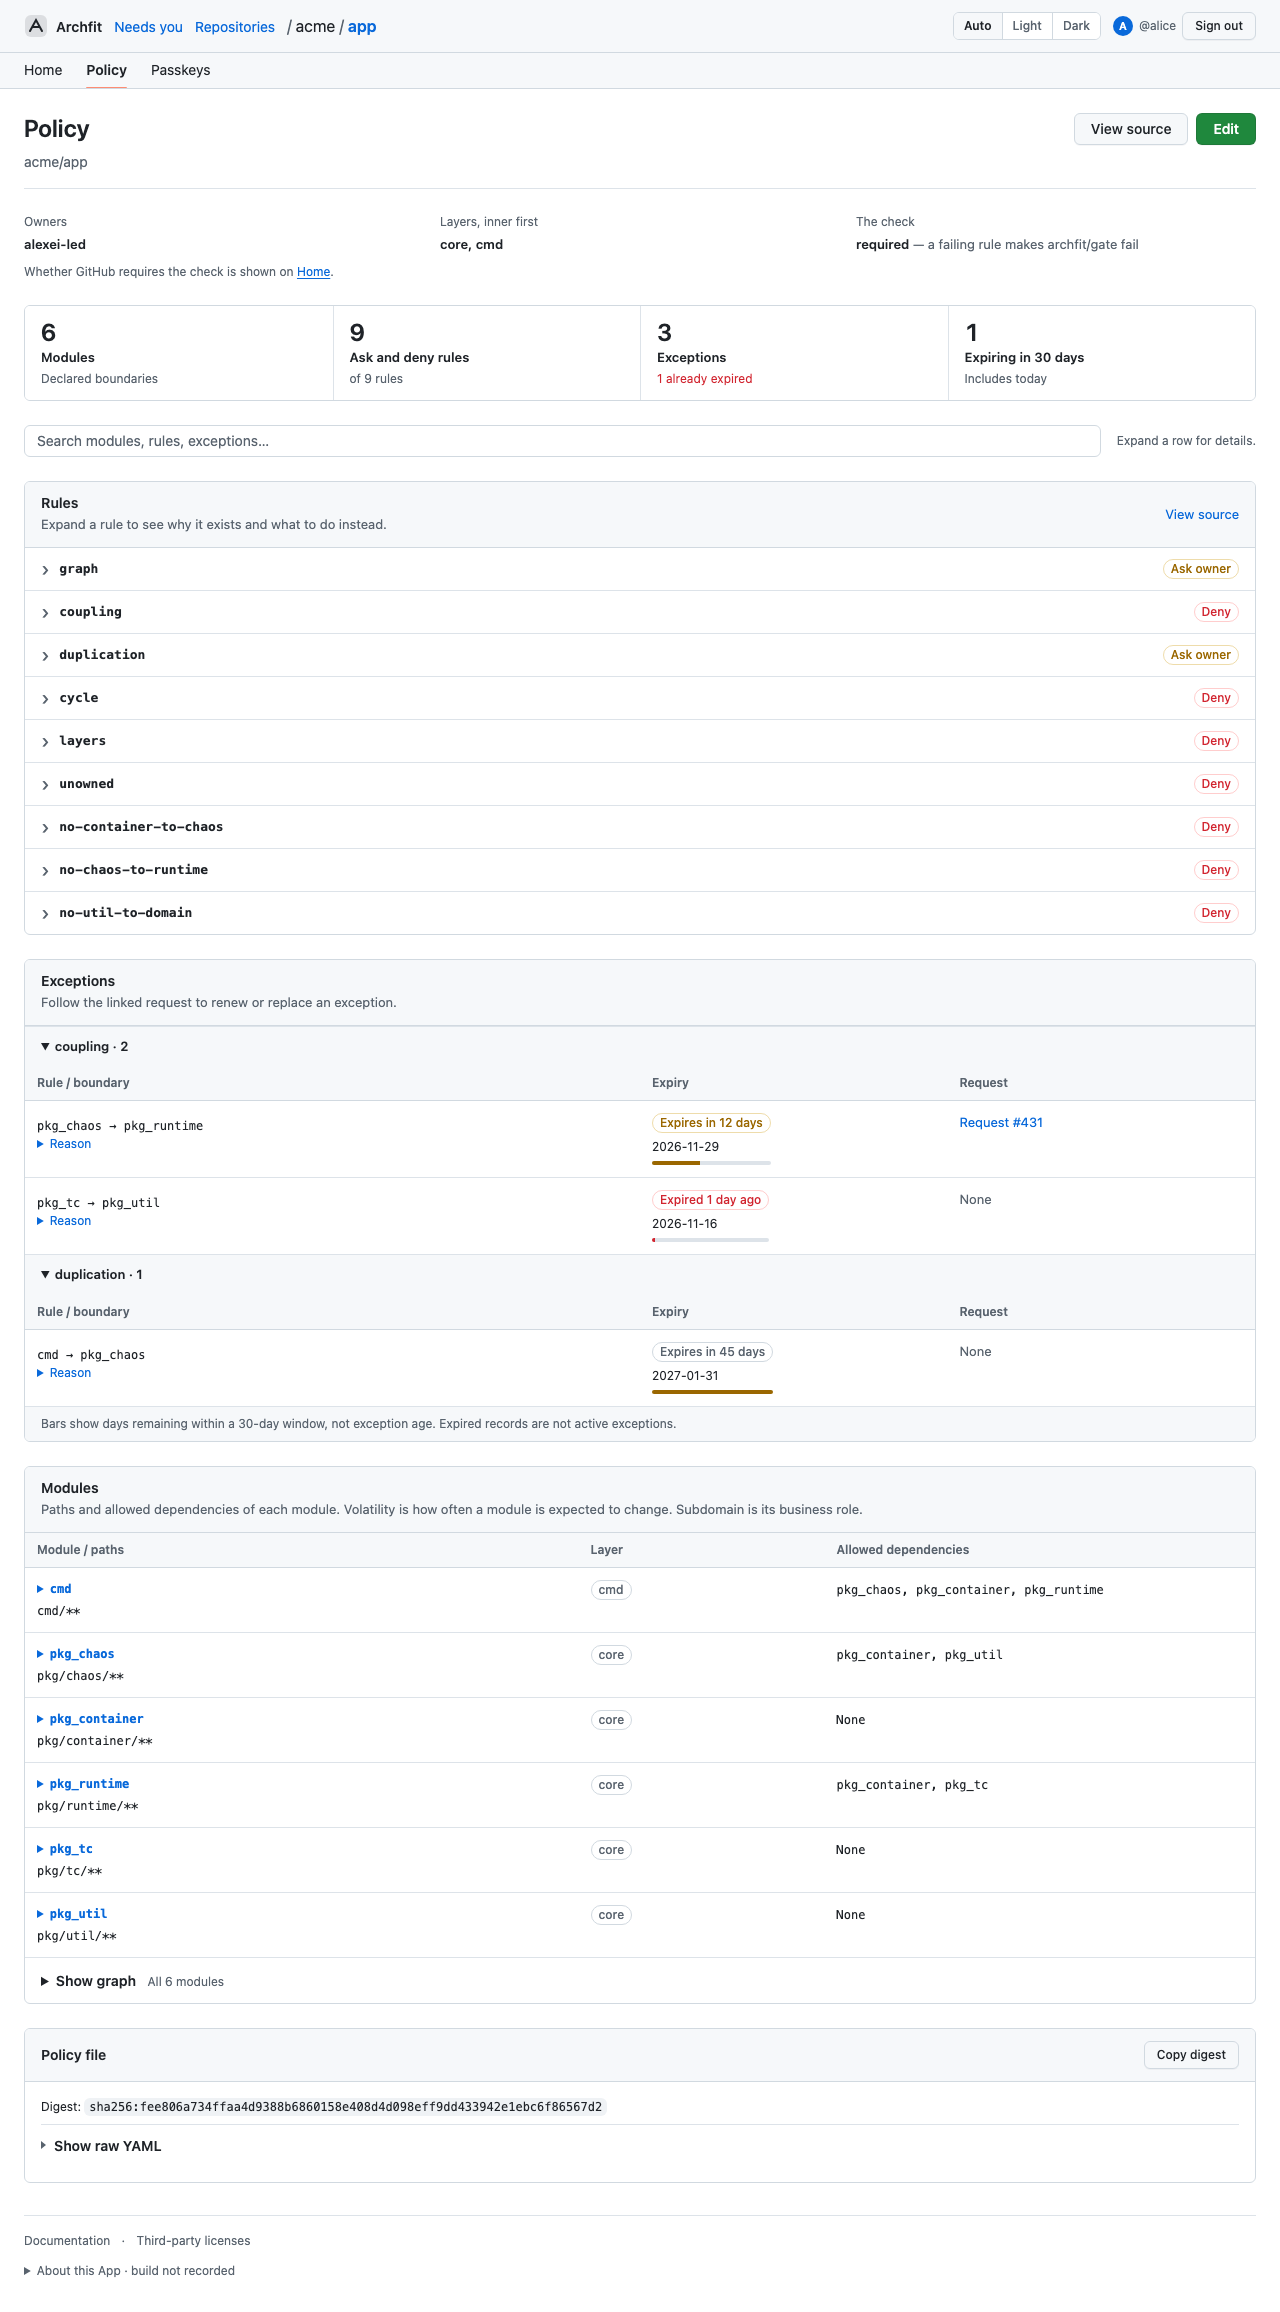 Archfit Needs you Repositories / acme / app Auto Light Dark A @alice Sign out
Home Policy Passkeys
Policy View source Edit
acme/app
Owners Layers, inner first The check
alexei-led core, cmd required — a failing rule makes archfit/gate fail
Whether GitHub requires the check is shown on Home.
6 9 3 1
Modules Ask and deny rules Exceptions Expiring in 30 days
Declared boundaries of 9 rules 1 already expired Includes today
Search modules, rules, exceptions... Expand a row for details.
Rules
Expand a rule to see why it exists and what to do instead. View source
graph Ask owner
coupling Deny
duplication Ask owner
cycle Deny
layers Deny
unowned Deny
no-container-to-chaos Deny
no-chaos-to-runtime Deny
no-util-to-domain Deny
Exceptions
Follow the linked request to renew or replace an exception.
coupling · 2
Rule / boundary Expiry Request
pkg_chaos → pkg_runtime Expires in 12 days Request #431
Reason 2026-11-29
pkg_tc → pkg_util Expired 1 day ago None
Reason 2026-11-16
duplication · 1
Rule / boundary Expiry Request
cmd → pkg_chaos Expires in 45 days None
Reason 2027-01-31
Bars show days remaining within a 30-day window, not exception age. Expired records are not active exceptions.
Modules
Paths and allowed dependencies of each module. Volatility is how often a module is expected to change. Subdomain is its business role.
Module / paths Layer Allowed dependencies
cmd cmd pkg_chaos, pkg_container, pkg_runtime
cmd/**
pkg_chaos core pkg_container, pkg_util
pkg/chaos/**
pkg_container core None
pkg/container/**
pkg_runtime core pkg_container, pkg_tc
pkg/runtime/**
pkg_tc core None
pkg/tc/**
pkg_util core None
pkg/util/**
Show graph All 6 modules
Policy file Copy digest
Digest: sha256:fee806a734ffaa4d9388b6860158e408d4d098eff9dd433942e1ebc6f86567d2
Show raw YAML
Documentation · Third-party licenses
About this App · build not recorded